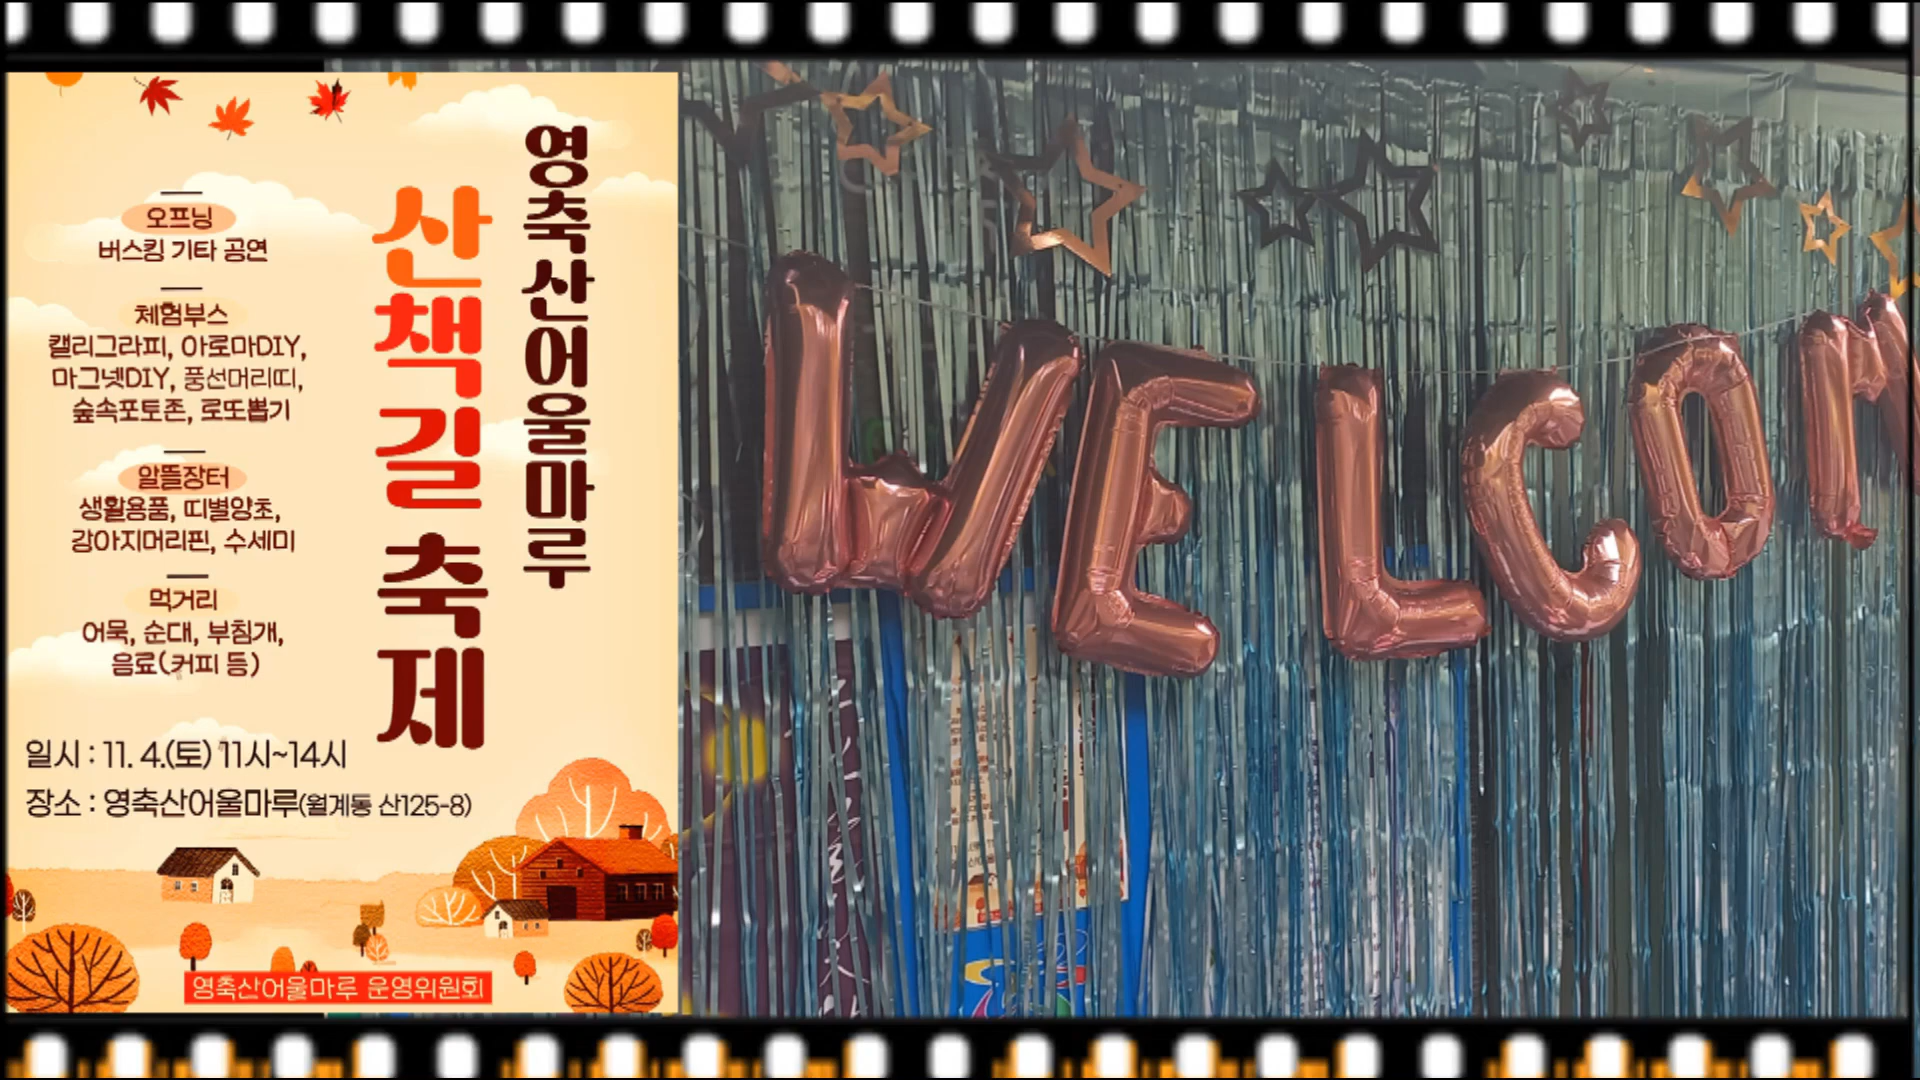 영축산어울마루
산책길 축제
오프닝
버스킹 기타 공연
체험부스
캘리그라피, 아로마DIY,
마그넷DIY, 풍선머리띠,
숲속포토존, 로또뽑기
알뜰장터
생활용품, 띠별양초,
강아지머리핀, 수세미
먹거리
어묵, 순대, 부침개,
음료(커피 등)
일시 : 11. 4.(토) 11시~14시
장소 : 영축산어울마루(월계동 산125-8)
영축산어울마루 운영위원회
WELCOM